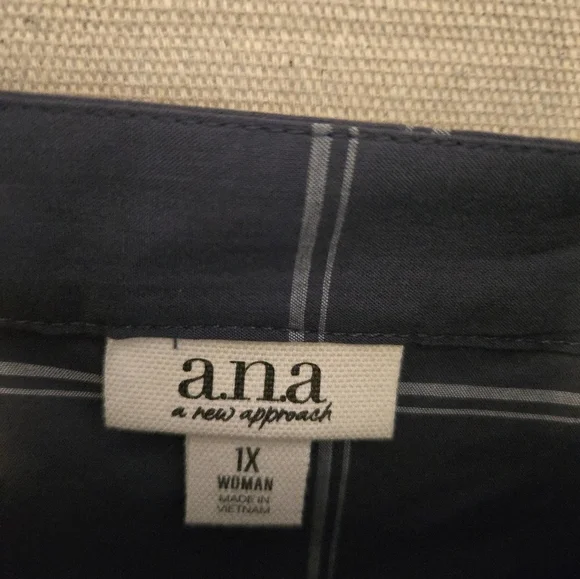 a.n.a
a new approach
1X
WOMAN
MADE IN
VIETNAM